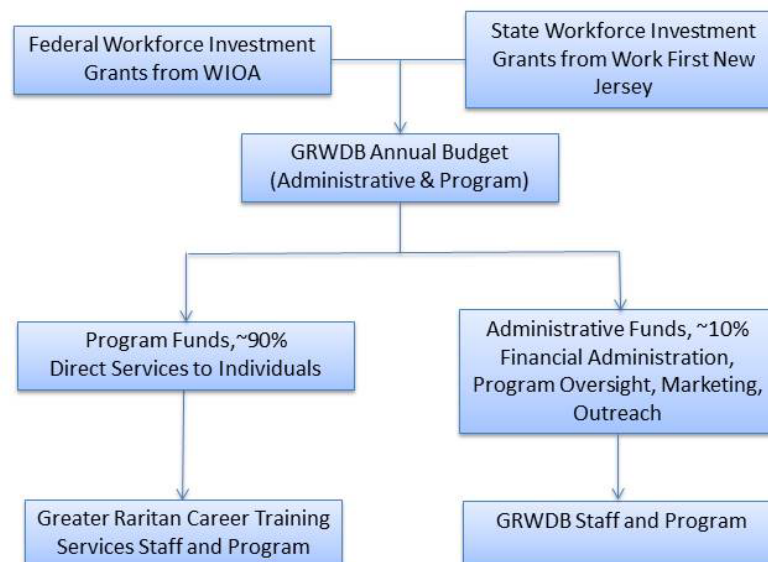 Federal Workforce Investment
Grants from WIOA
State Workforce Investment
Grants from Work First New
Jersey
GRWDB Annual Budget
(Administrative & Program)
Program Funds,~90%
Direct Services to Individuals
Administrative Funds, ~10%
Financial Administration,
Program Oversight, Marketing,
Outreach
Greater Raritan Career Training
Services Staff and Program
GRWDB Staff and Program